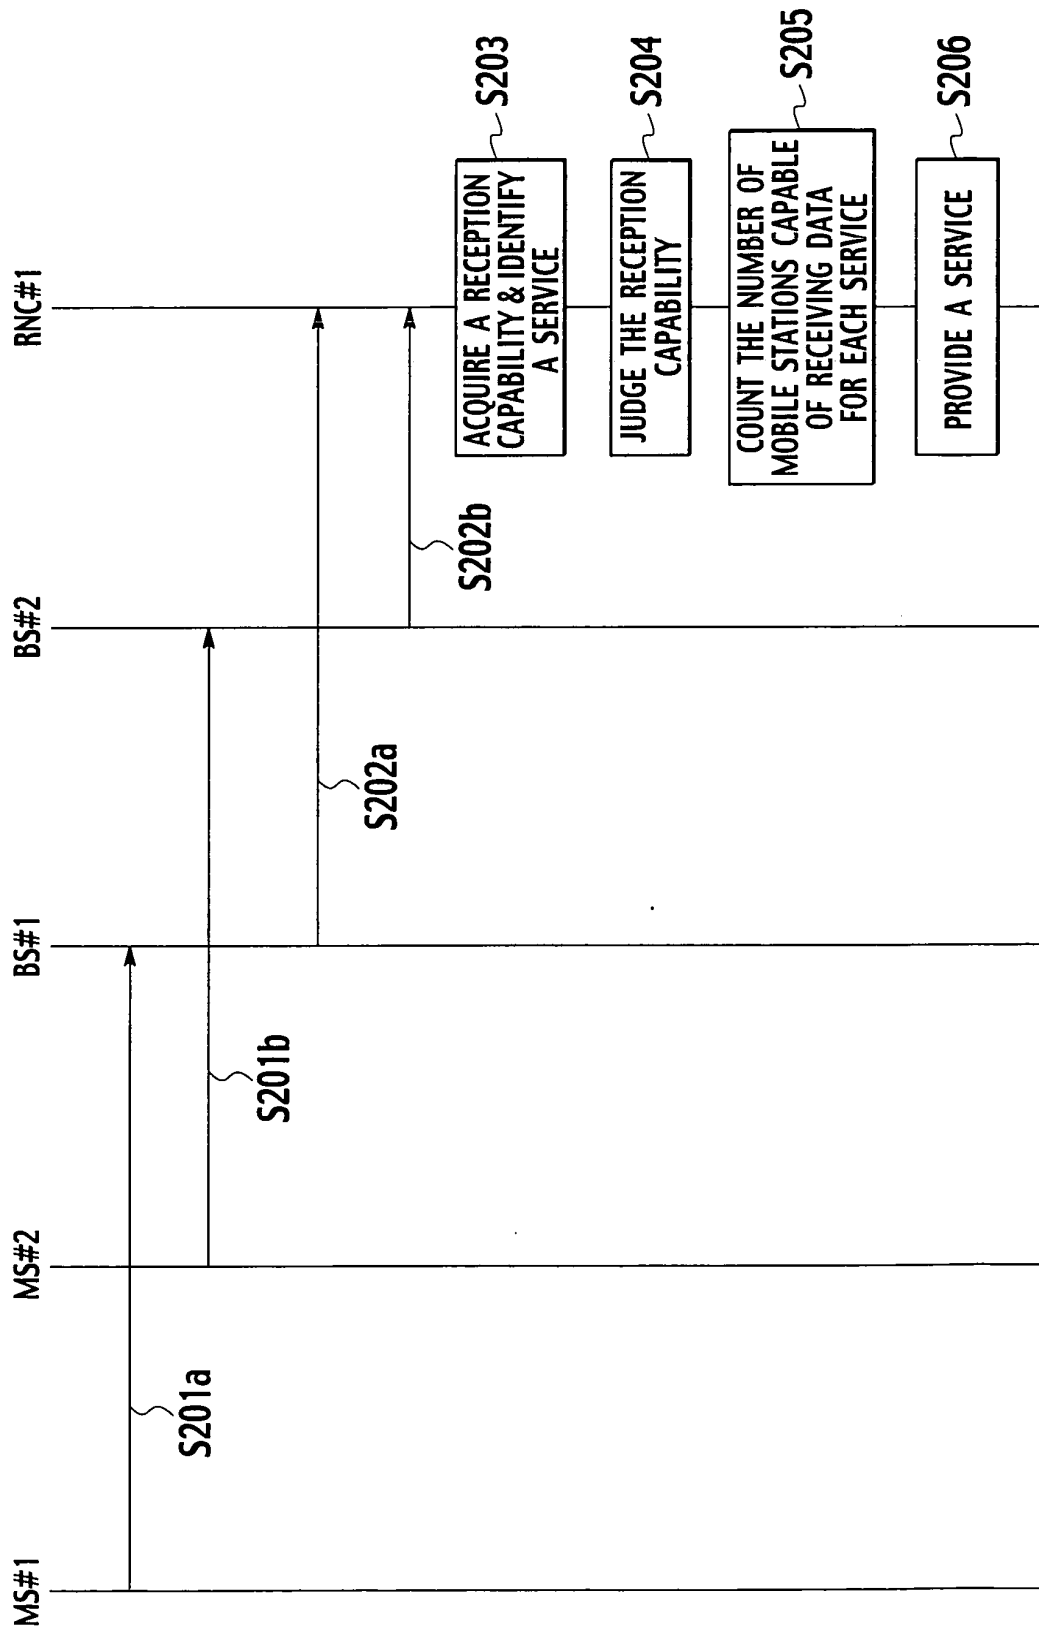 MS#1
MS#2
BS#1
BS#2
RNC#1
S201a
S201b
S202a
S202b
ACQUIRE A RECEPTION
CAPABILITY & IDENTIFY
A SERVICE
S203
JUDGE THE RECEPTION
CAPABILITY
S204
COUNT THE NUMBER OF
MOBILE STATIONS CAPABLE
OF RECEIVING DATA
FOR EACH SERVICE
S205
PROVIDE A SERVICE
S206